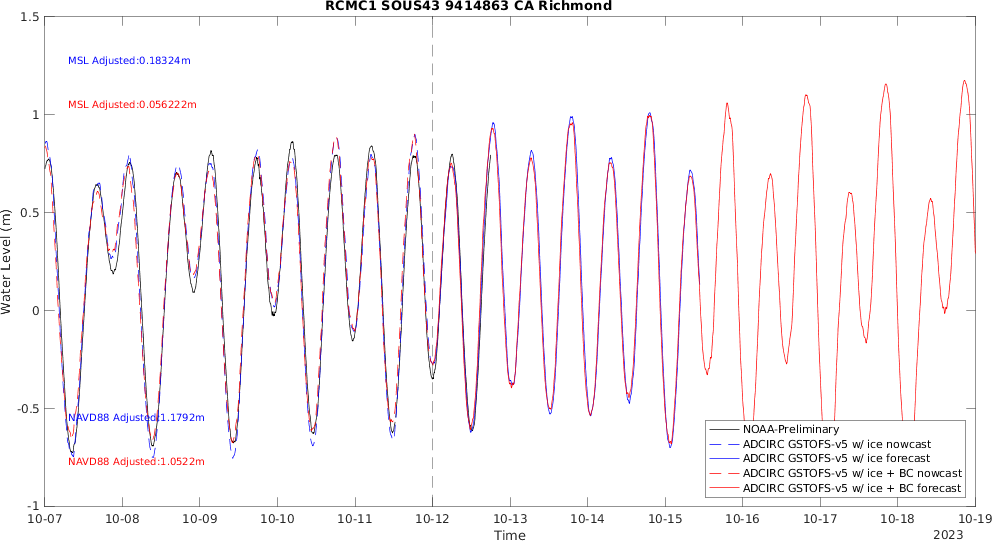 RCMC1 SOUS43 9414863 CA Richmond
1.5
MSL Adjusted:0.18324m
MSL Adjusted:0.056222m
1
0.5
Water Level (m)
0
-0.5
NAVD88 Adjusted:1.1792m
NAVD88 Adjusted:1.0522m
-1
NOAA-Preliminary
ADCIRC GSTOFS-v5 w/ ice nowcast
ADCIRC GSTOFS-v5 w/ ice forecast
ADCIRC GSTOFS-v5 w/ ice + BC nowcast
ADCIRC GSTOFS-v5 w/ ice + BC forecast
10-07 10-08 10-09 10-10 10-11 10-12 10-13 10-14 10-15 10-16 10-17 10-18 10-19
Time
2023